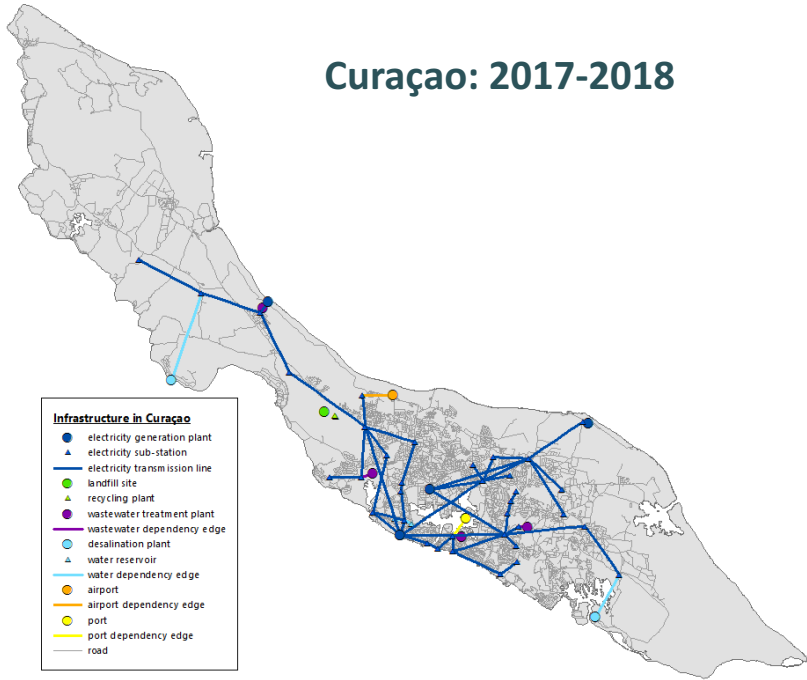 Curaçao: 2017-2018
Infrastructure in Curaçao
electricity generation plant
electricity sub-station
electricity transmission line
landfill site
recycling plant
wastewater treatment plant
wastewater dependency edge
desalination plant
water reservoir
water dependency edge
airport
airport dependency edge
port
port dependency edge
road